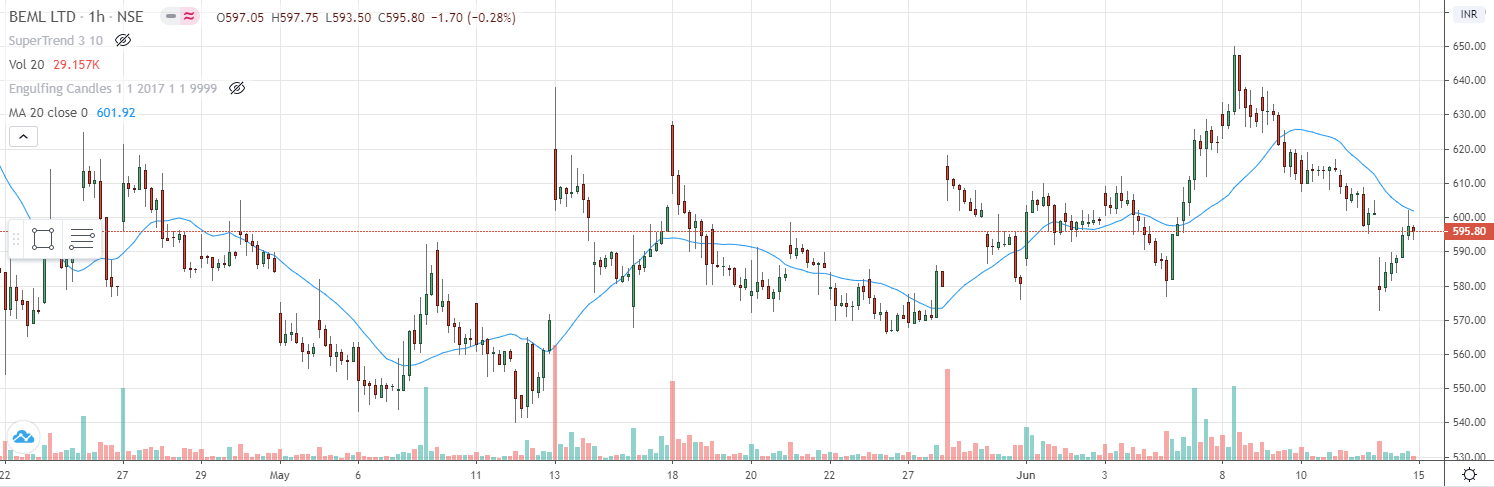 BEML LTD · 1h · NSE O597.05 H597.75 L593.50 C595.80 −1.70 (−0.28%)
INR
SuperTrend 3 10
Vol 20 29.157K
Engulfing Candles 1 1 2017 1 1 9999
MA 20 close 0 601.92
650.00
640.00
630.00
620.00
610.00
600.00
595.80
590.00
580.00
570.00
560.00
550.00
540.00
530.00
22 27 29 May 6 11 13 18 20 25 27 Jun 3 8 10 15